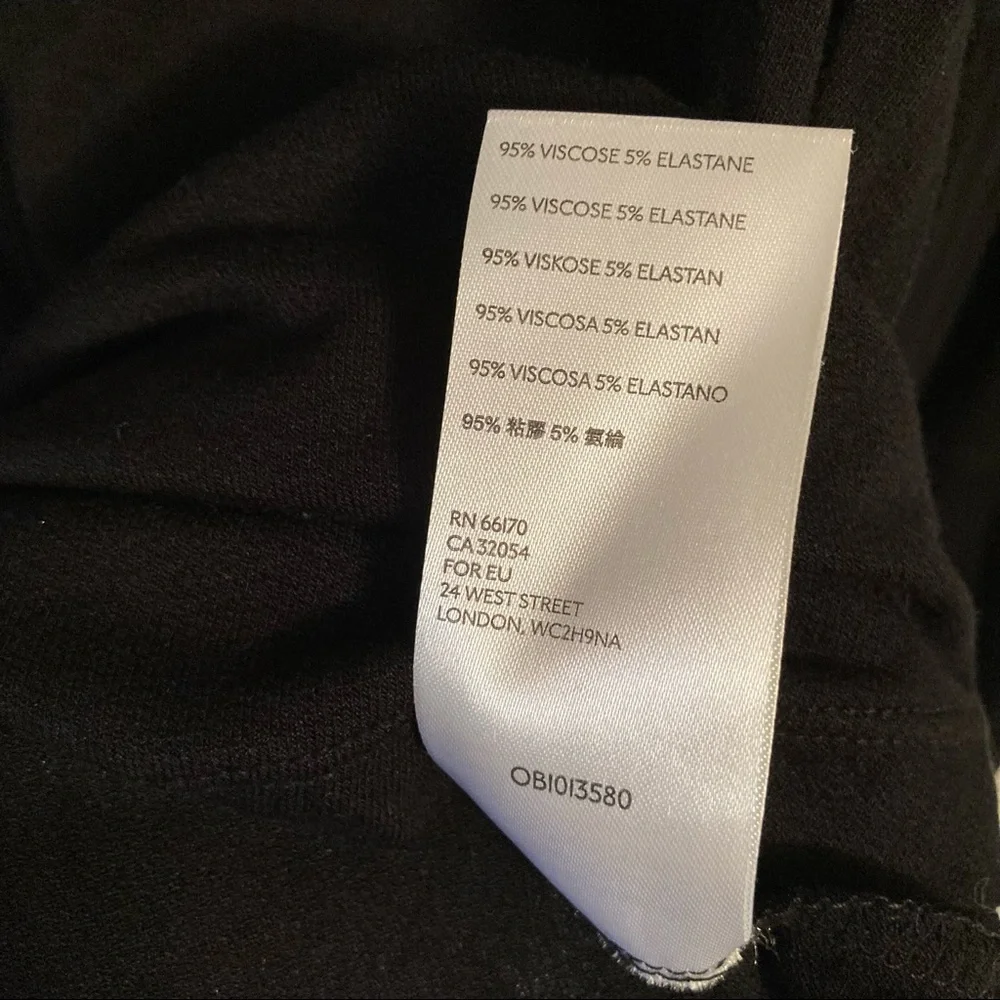 95% VISCOSE 5% ELASTANE
95% VISCOSE 5% ELASTANE
95% VISKOSE 5% ELASTAN
95% VISCOSA 5% ELASTAN
95% VISCOSA 5% ELASTANO
95% 粘膠 5% 氨綸
RN 66170
CA 32054
FOR EU
24 WEST STREET
LONDON, WC2H9NA
OB1013580